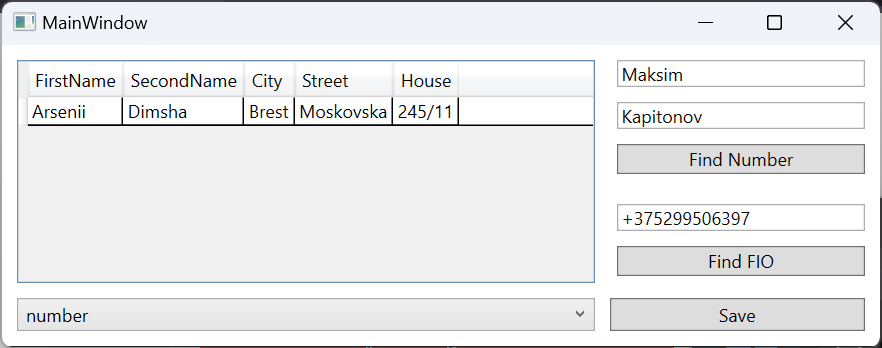 MainWindow
FirstName SecondName City Street House
Arsenii Dimsha Brest Moskovska 245/11
number
Maksim
Kapitonov
Find Number
+375299506397
Find FIO
Save